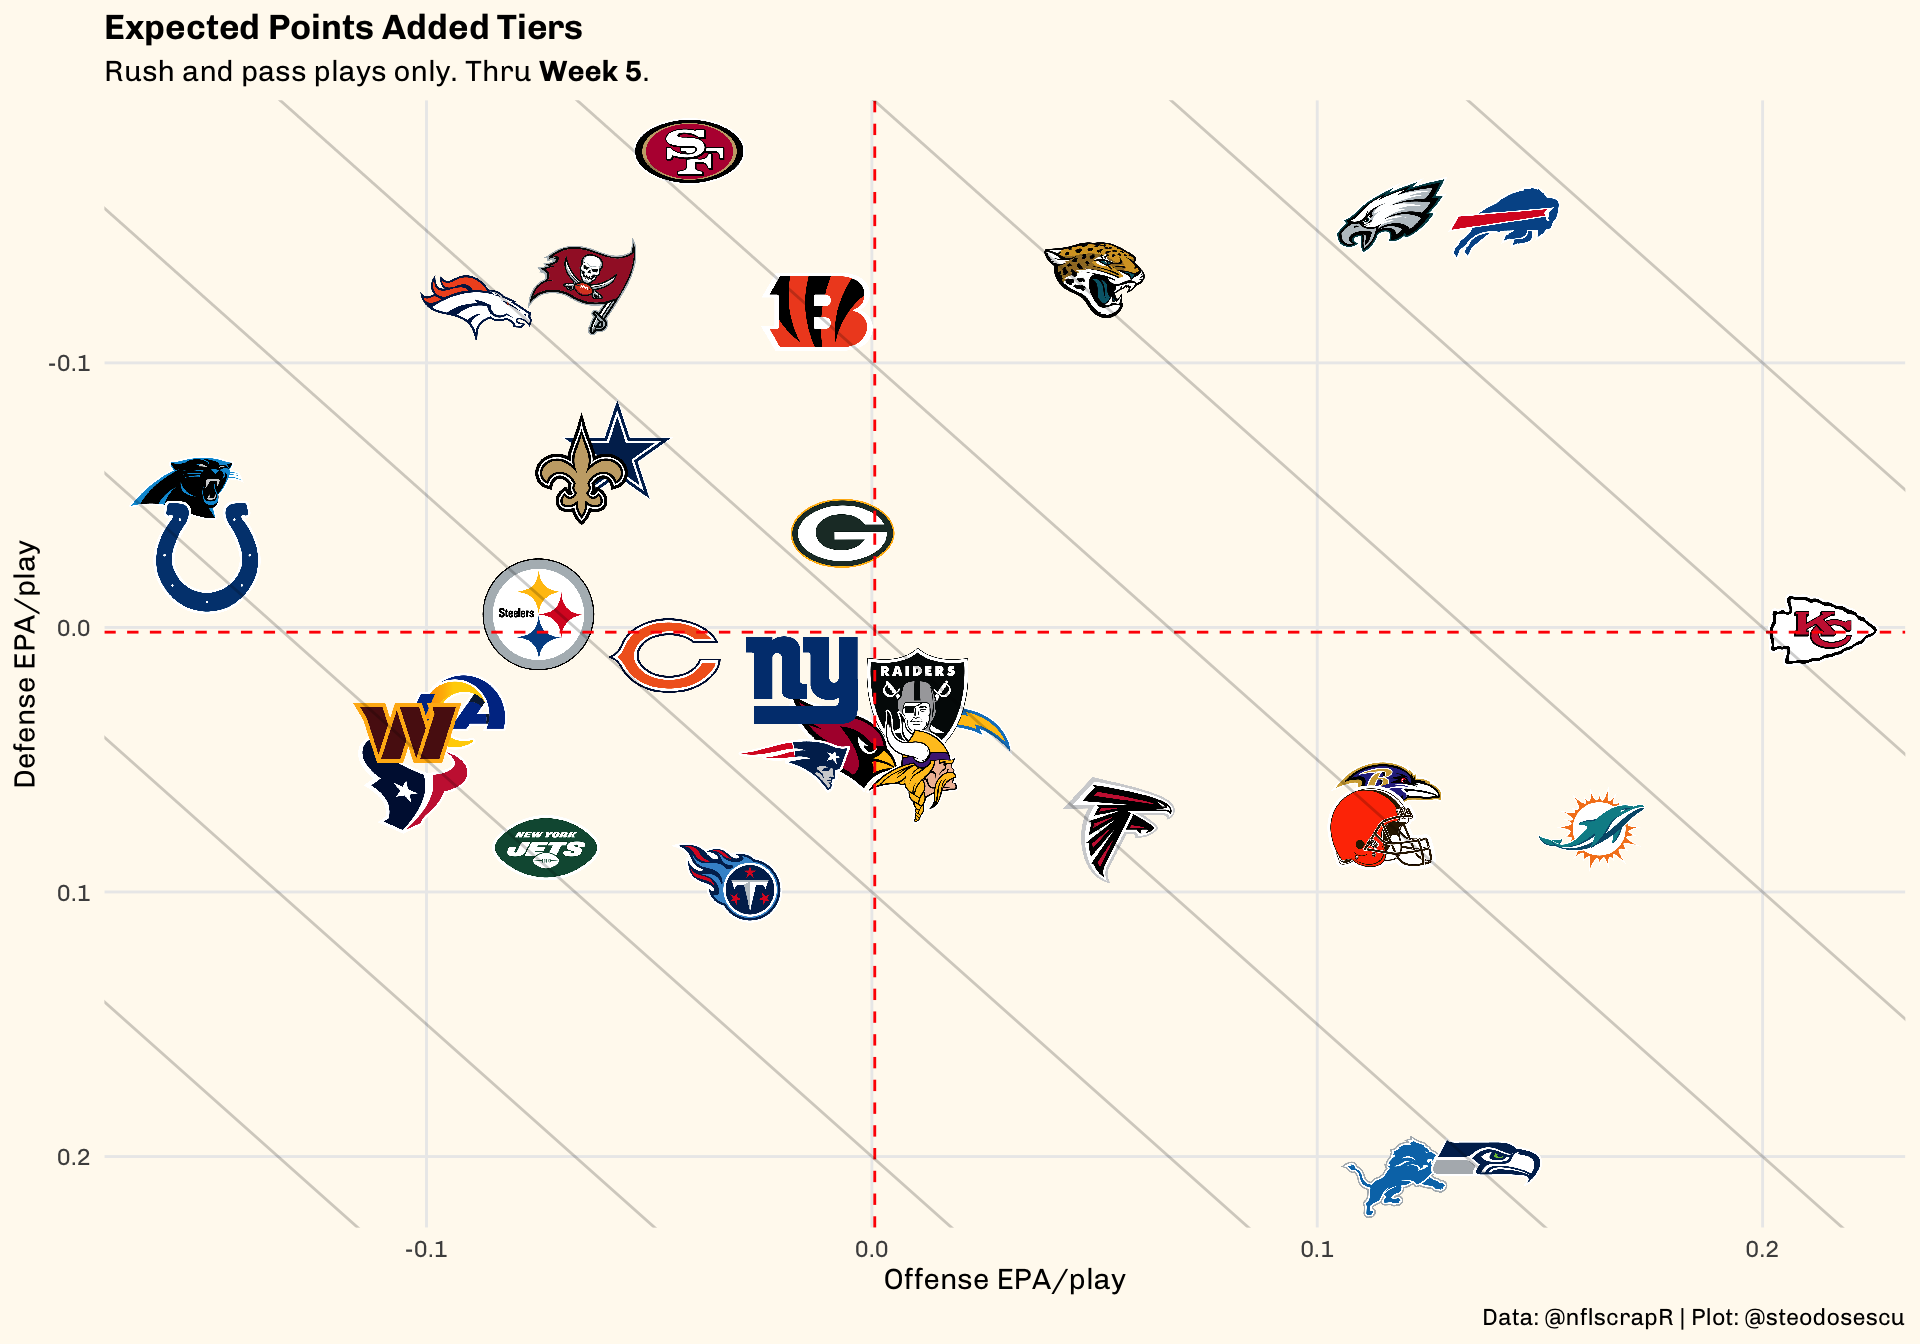 Expected Points Added Tiers
Rush and pass plays only. Thru Week 5.
SF
B
-0.1
G
Steelers
0.0
C
KC
ny
RAIDERS
W
B
NEW YORK
JETS
T
0.1
0.2
Defense EPA/play
-0.1
0.0
0.1
0.2
Offense EPA/play
Data: @nflscrapR | Plot: @steodosescu